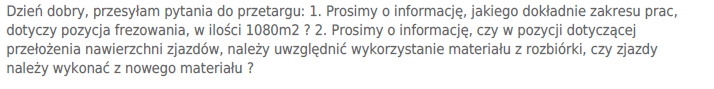 Dzień dobry, przesyłam pytania do przetargu: 1. Prosimy o informację, jakiego dokładnie zakresu prac,
dotyczy pozycja frezowania, w ilości 1080m2 ? 2. Prosimy o informację, czy w pozycji dotyczącej
przełożenia nawierzchni zjazdów, należy uwzględnić wykorzystanie materiału z rozbiórki, czy zjazdy
należy wykonać z nowego materiału ?